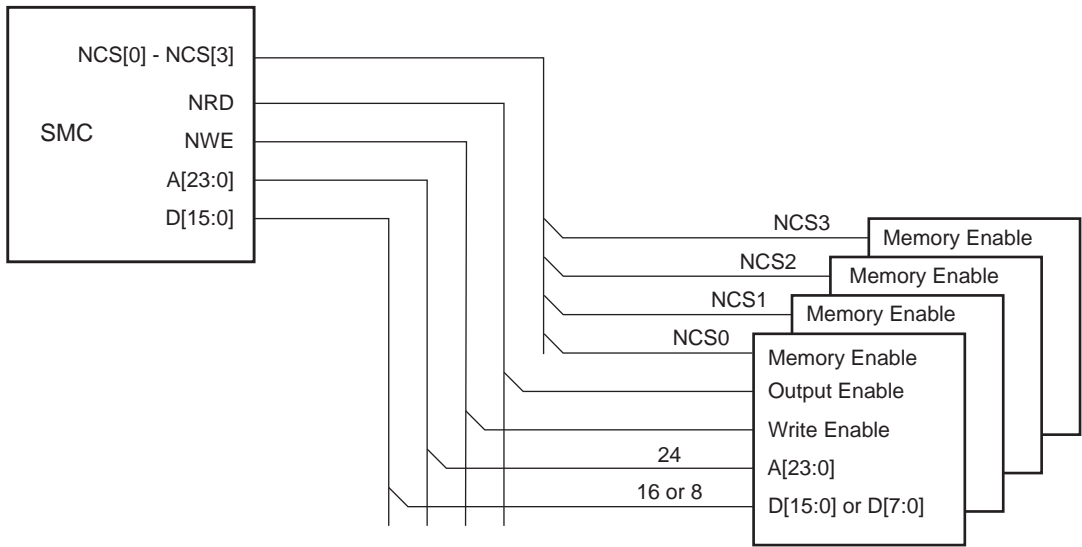 NCS[0] - NCS[3]
NRD
SMC
NWE
A[23:0]
D[15:0]
NCS3
Memory Enable
NCS2
Memory Enable
NCS1
Memory Enable
NCS0
Memory Enable
Output Enable
Write Enable
24
A[23:0]
16 or 8
D[15:0] or D[7:0]